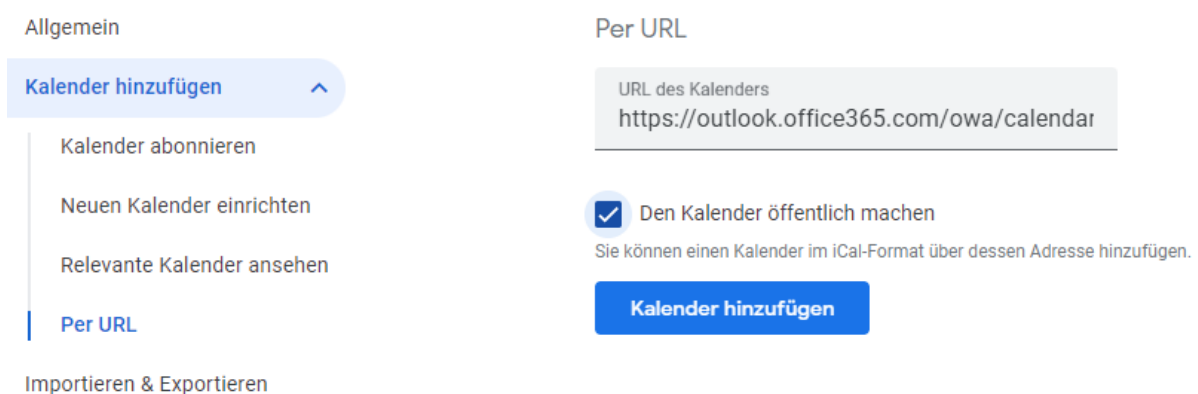 Allgemein
Kalender hinzufügen
Kalender abonnieren
Neuen Kalender einrichten
Relevante Kalender ansehen
Per URL
Importieren & Exportieren
Per URL
URL des Kalenders
https://outlook.office365.com/owa/calendar
Den Kalender öffentlich machen
Sie können einen Kalender im iCal-Format über dessen Adresse hinzufügen.
Kalender hinzufügen